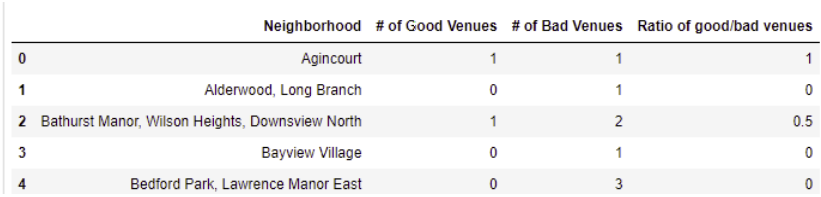 Neighborhood # of Good Venues # of Bad Venues Ratio of good/bad venues
0 Agincourt 1 1 1
1 Alderwood, Long Branch 0 1 0
2 Bathurst Manor, Wilson Heights, Downsview North 1 2 0.5
3 Bayview Village 0 1 0
4 Bedford Park, Lawrence Manor East 0 3 0